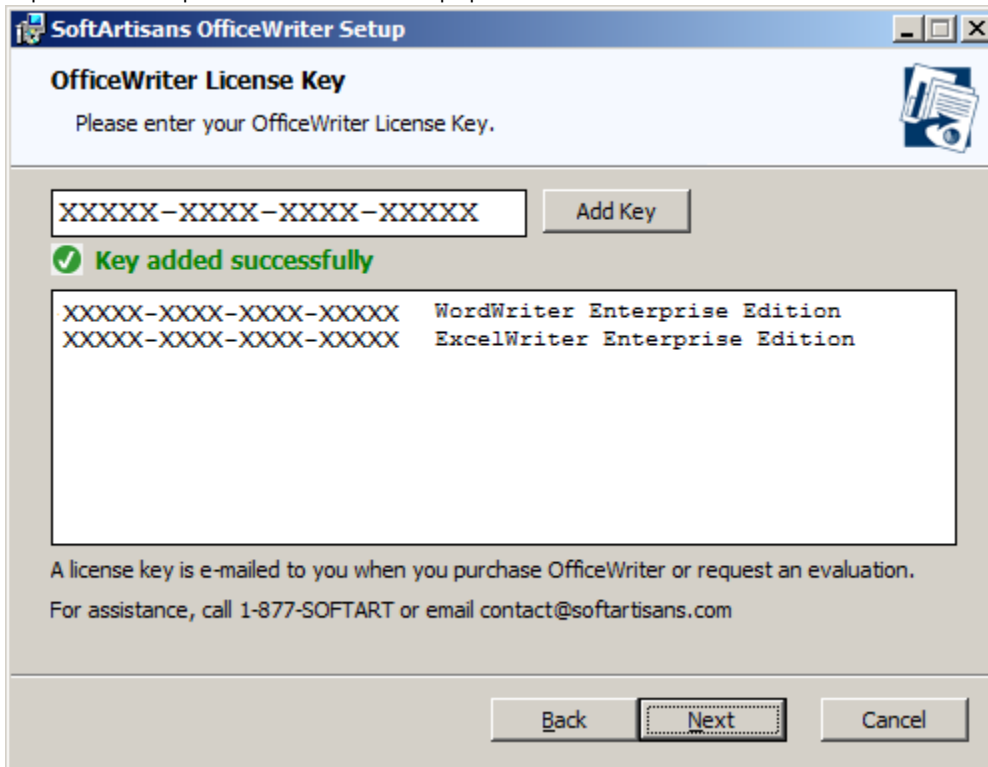 SoftArtisans OfficeWriter Setup
OfficeWriter License Key
Please enter your OfficeWriter License Key.
XXXXX-XXXX-XXXX-XXXXX Add Key
Key added successfully
XXXXX-XXXX-XXXX-XXXXX WordWriter Enterprise Edition
XXXXX-XXXX-XXXX-XXXXX ExcelWriter Enterprise Edition
A license key is e-mailed to you when you purchase OfficeWriter or request an evaluation.
For assistance, call 1-877-SOFTART or email contact@softartisans.com
Back Next Cancel